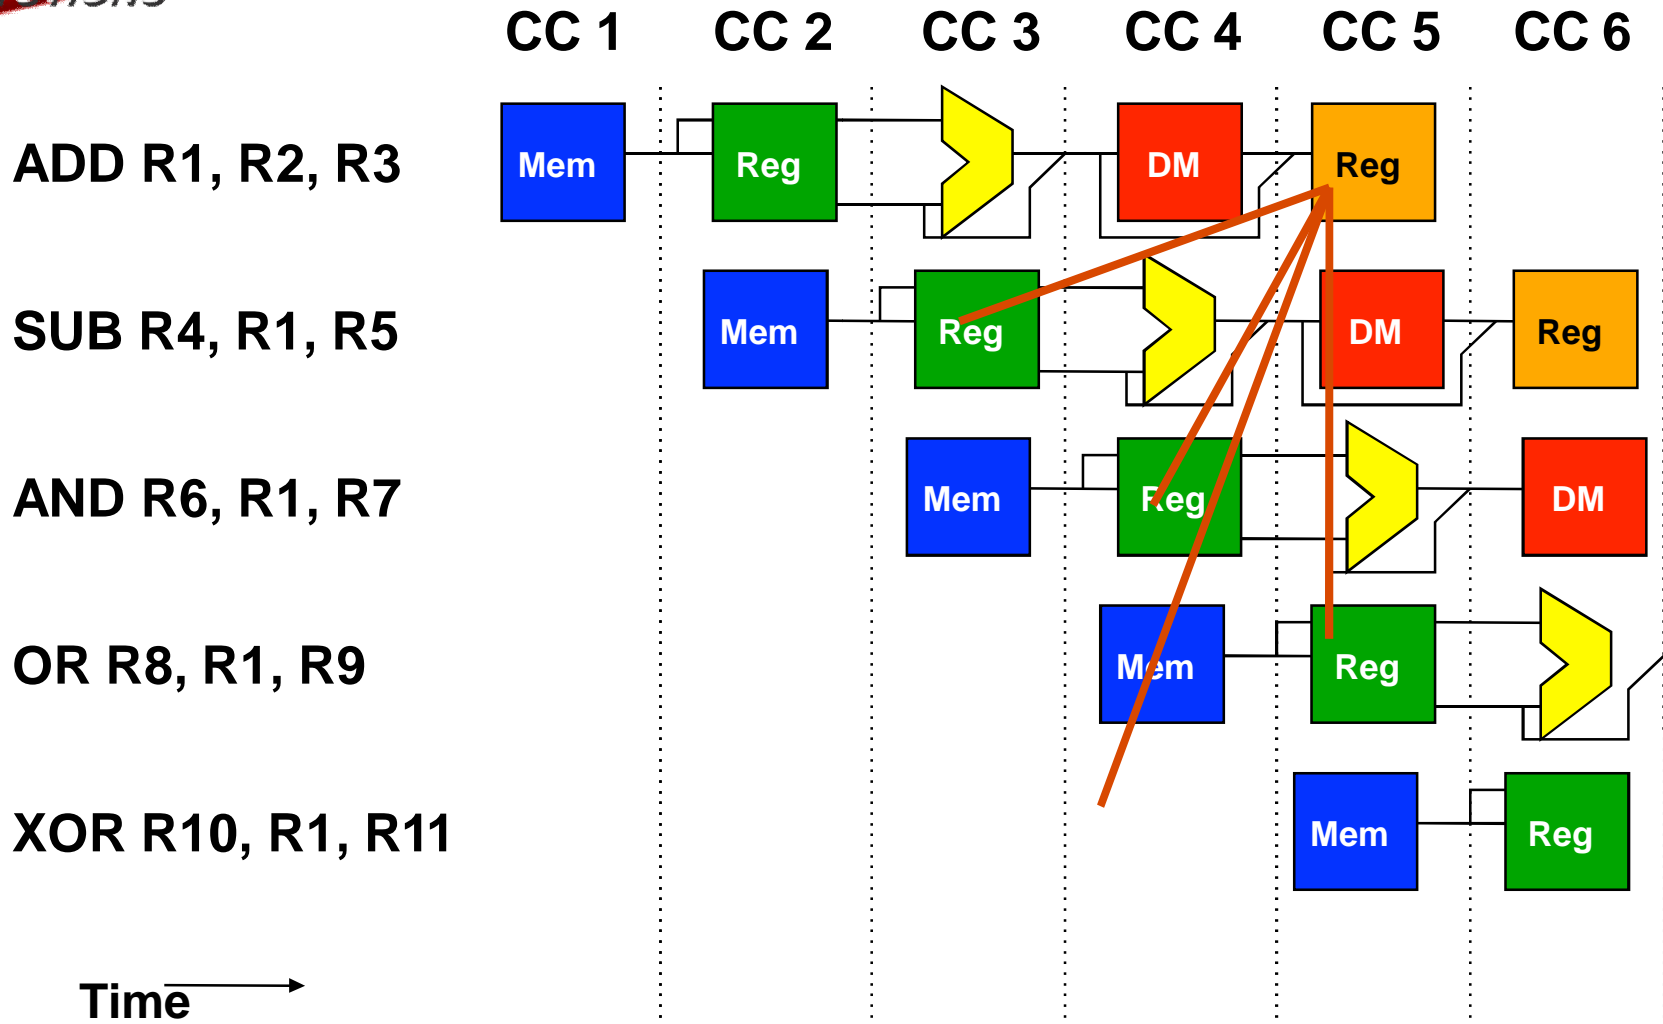 CC 1 CC 2 CC 3 CC 4 CC 5 CC 6
ADD R1, R2, R3 Mem Reg DM Reg
SUB R4, R1, R5 Mem Reg DM Reg
AND R6, R1, R7 Mem Reg DM
OR R8, R1, R9 Mem Reg
XOR R10, R1, R11 Mem Reg
Time